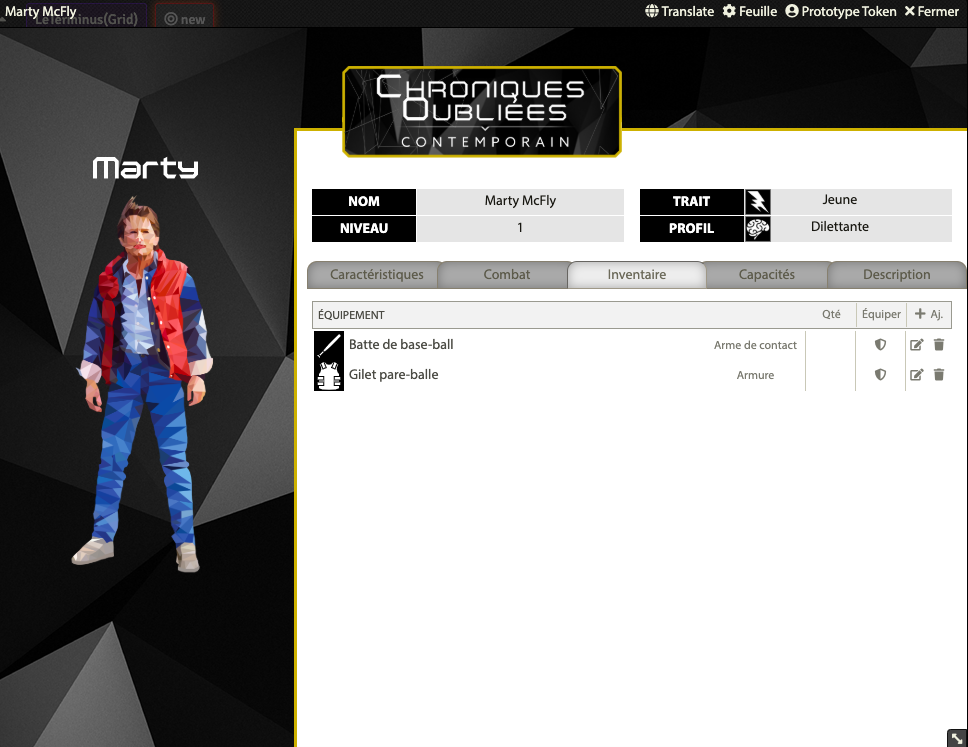 Marty McFly
LeTerminus(Grid)
new
Translate Feuille Prototype Token Fermer
CHRONIQUES
OUBLIÉES
CONTEMPORAIN
Marty
NOM Marty McFly TRAIT Jeune
NIVEAU 1 PROFIL Dilettante
Caractéristiques Combat Inventaire Capacités Description
ÉQUIPEMENT Qté Équiper + Aj.
Batte de base-ball Arme de contact
Gilet pare-balle Armure